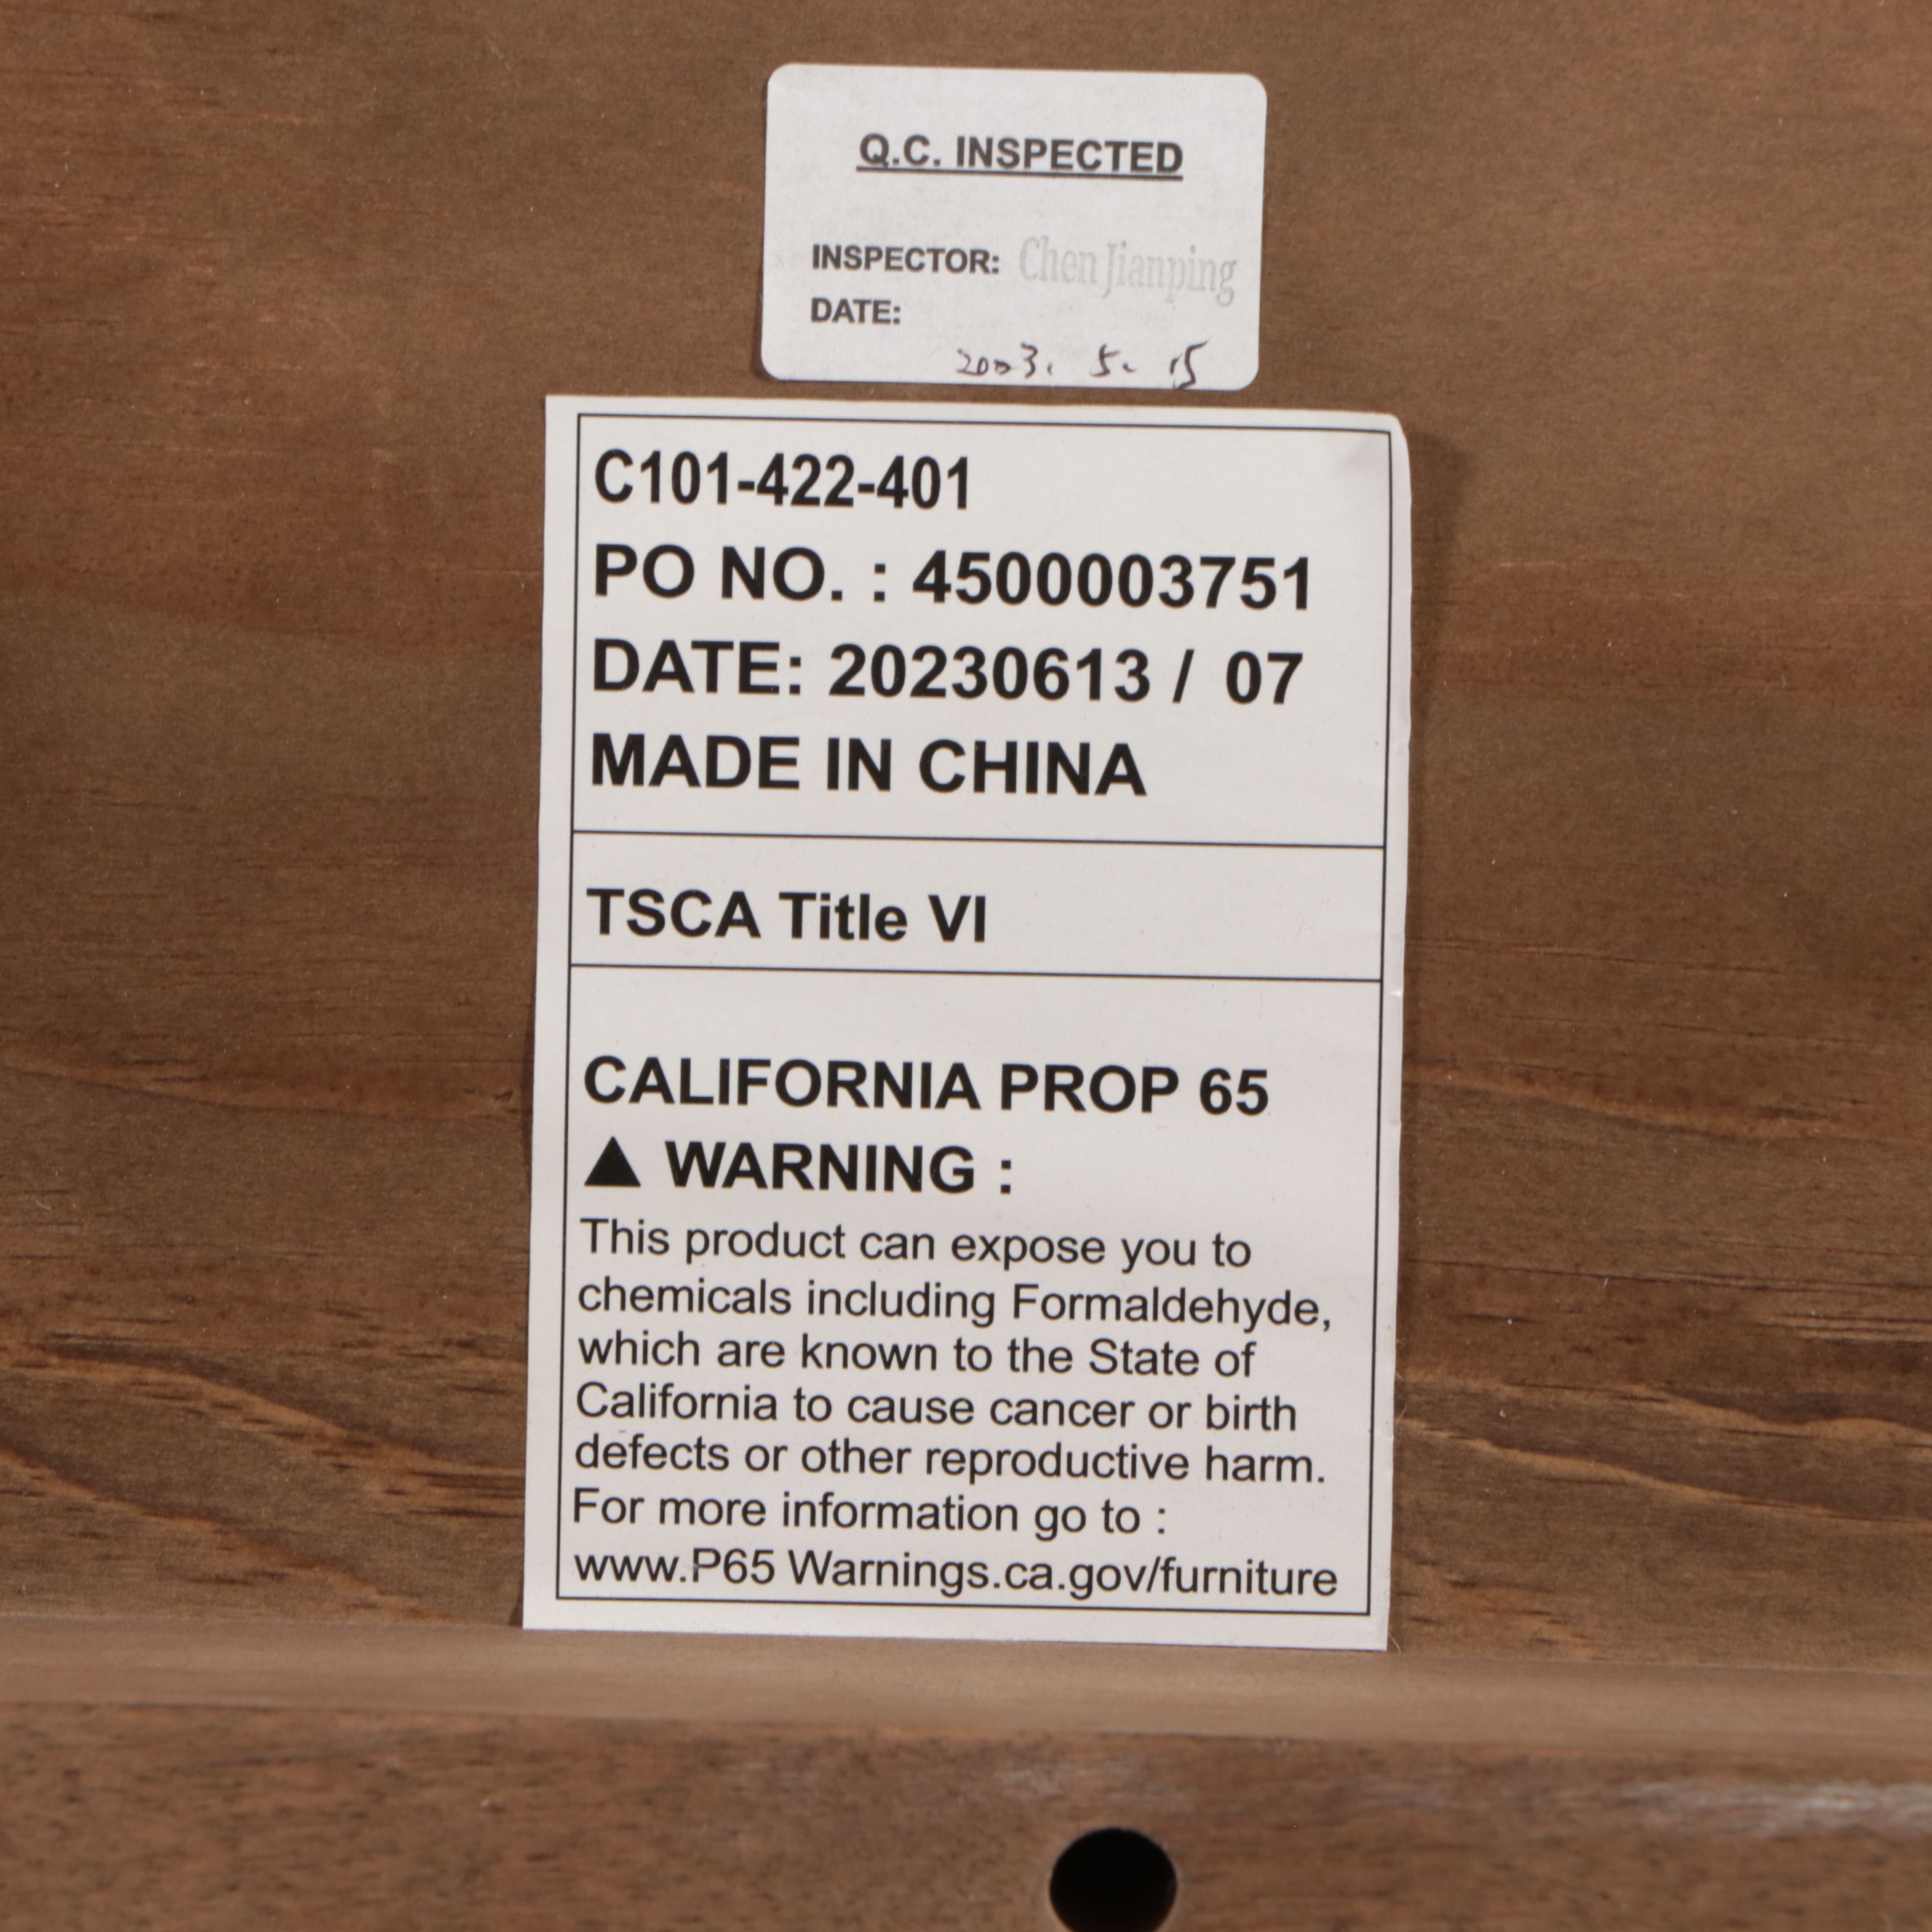 Q.C. INSPECTED
INSPECTOR: Chen Jianping
DATE:
2003. 5. 15
C101-422-401
PO NO. : 4500003751
DATE: 20230613 / 07
MADE IN CHINA
TSCA Title VI
CALIFORNIA PROP 65
▲ WARNING :
This product can expose you to
chemicals including Formaldehyde,
which are known to the State of
California to cause cancer or birth
defects or other reproductive harm.
For more information go to :
www.P65 Warnings.ca.gov/furniture